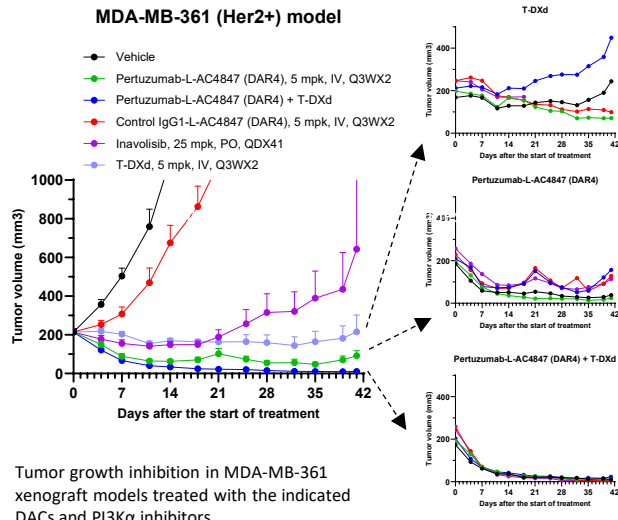 MDA-MB-361 (Her2+) model
Vehicle
Pertuzumab-L-AC4847 (DAR4), 5 mpk, IV, Q3WX2
Pertuzumab-L-AC4847 (DAR4) + T-DXd
Control IgG1-L-AC4847 (DAR4), 5 mpk, IV, Q3WX2
Inavolisib, 25 mpk, PO, QDX41
T-DXd, 5 mpk, IV, Q3WX2
Tumor volume (mm3)
1000
800
600
400
200
0
0 7 14 21 28 35 42
Days after the start of treatment
T-DXd
Tumor volume (mm3)
400
200
0
0 7 14 21 28 35 42
Days after the start of treatment
Pertuzumab-L-AC4847 (DAR4)
Tumor volume (mm3)
200
0
0 7 14 21 28 35 42
Days after the start of treatment
Pertuzumab-L-AC4847 (DAR4) + T-DXd
Tumor volume (mm3)
400
200
0
0 7 14 21 28 35 42
Days after the start of treatment
Tumor growth inhibition in MDA-MB-361
xenograft models treated with the indicated
DACs and PI3Kα inhibitors